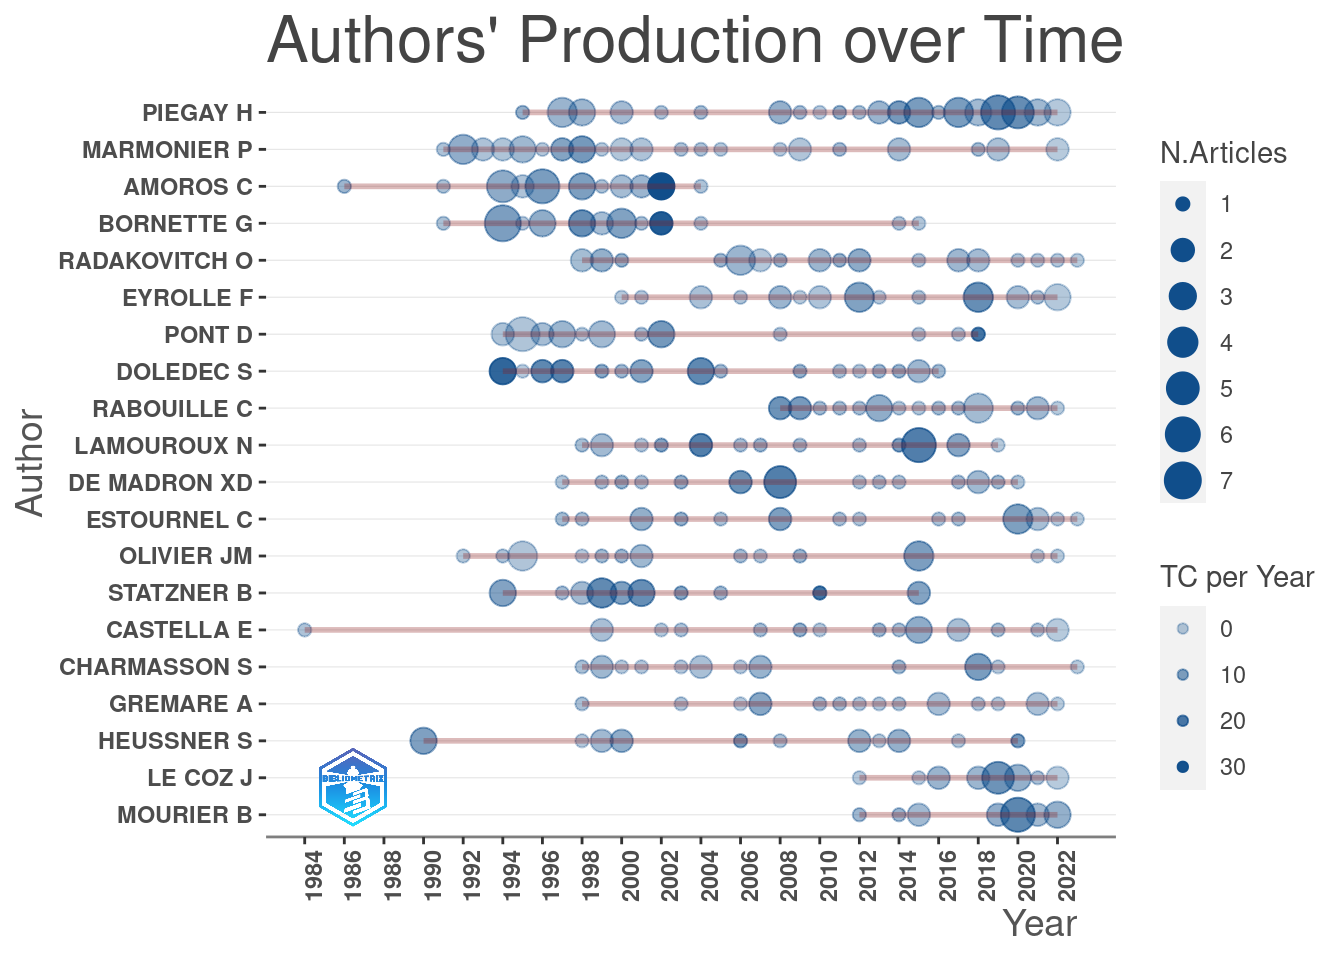 Authors' Production over Time
Author
PIEGAY H
MARMONIER P
AMOROS C
BORNETTE G
RADAKOVITCH O
EYROLLE F
PONT D
DOLEDEC S
RABOUILLE C
LAMOUROUX N
DE MADRON XD
ESTOURNEL C
OLIVIER JM
STATZNER B
CASTELLA E
CHARMASSON S
GREMARE A
HEUSSNER S
LE COZ J
MOURIER B
BIBLIOMETRIX
1984 1986 1988 1990 1992 1994 1996 1998 2000 2002 2004 2006 2008 2010 2012 2014 2016 2018 2020 2022
Year
N.Articles
1
2
3
4
5
6
7
TC per Year
0
10
20
30